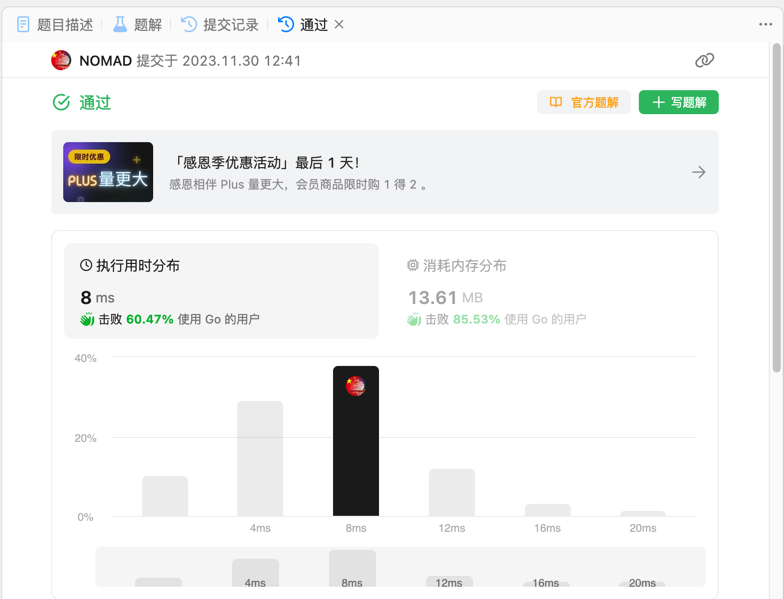 题目描述 题解 提交记录 通过
NOMAD 提交于 2023.11.30 12:41
通过 官方题解 写题解
限时优惠
PLUS量更大
「感恩季优惠活动」最后 1 天！
感恩相伴 Plus 量更大，会员商品限时购 1 得 2 。
执行用时分布 消耗内存分布
8 ms 13.61 MB
击败 60.47% 使用 Go 的用户 击败 85.53% 使用 Go 的用户
40%
20%
0%
4ms 8ms 12ms 16ms 20ms
4ms 8ms 12ms 16ms 20ms